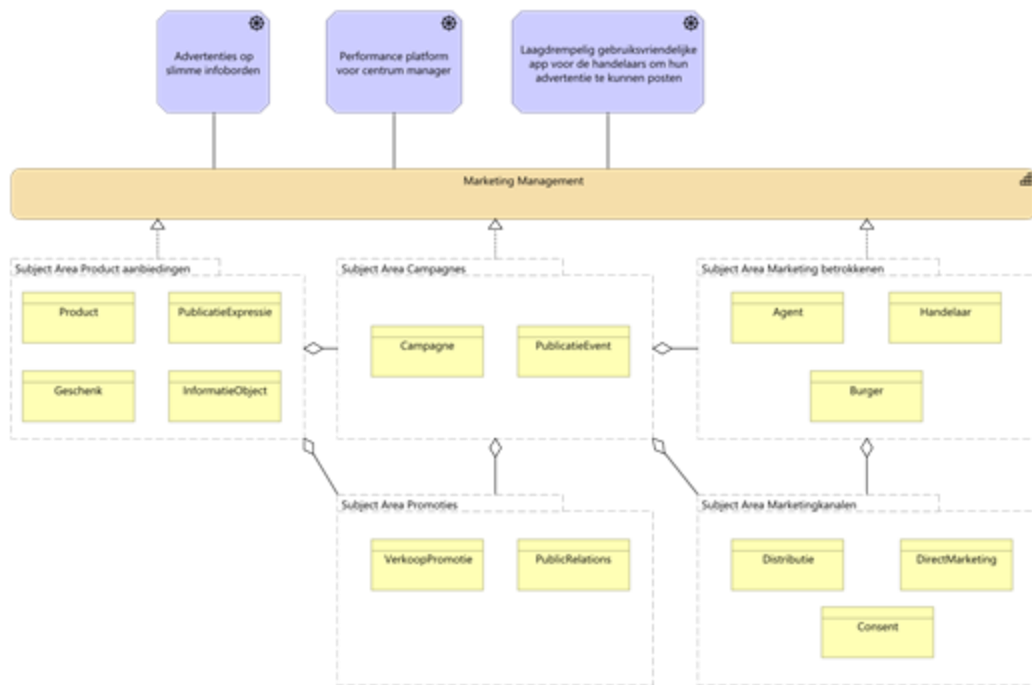 Advertenties op
slimme infoborden
Performance platform
voor centrum manager
Laagdrempelig gebruiksvriendelijke
app voor de handelaars om hun
advertentie te kunnen posten
Marketing Management
Subject Area Product aanbiedingen
Subject Area Campagnes
Subject Area Marketing betrokkenen
Product
PublicatieExpressie
Agent
Handelaar
Campagne
PublicatieEvent
Geschenk
InformatieObject
Burger
Subject Area Promoties
Subject Area Marketingkanalen
VerkoopPromotie
PublicRelations
Distributie
DirectMarketing
Consent